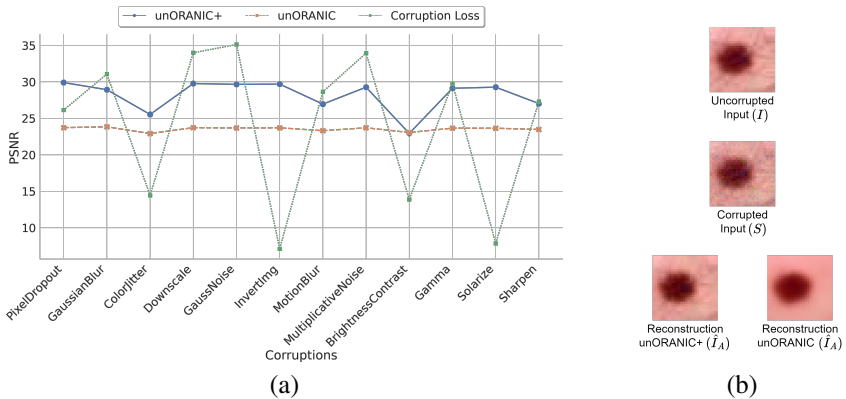 unORANIC+ unORANIC Corruption Loss
35
30
25
20
15
10
PSNR
PixelDropout
GaussianBlur
ColorJitter
Downscale
GaussNoise
InvertImg
MotionBlur
MultiplicativeNoise
BrightnessContrast
Gamma
Solarize
Sharpen
Corruptions
(a)
Uncorrupted
Input (I)
Corrupted
Input (S)
Reconstruction
unORANIC+ (Î_A)
Reconstruction
unORANIC (Î_A)
(b)